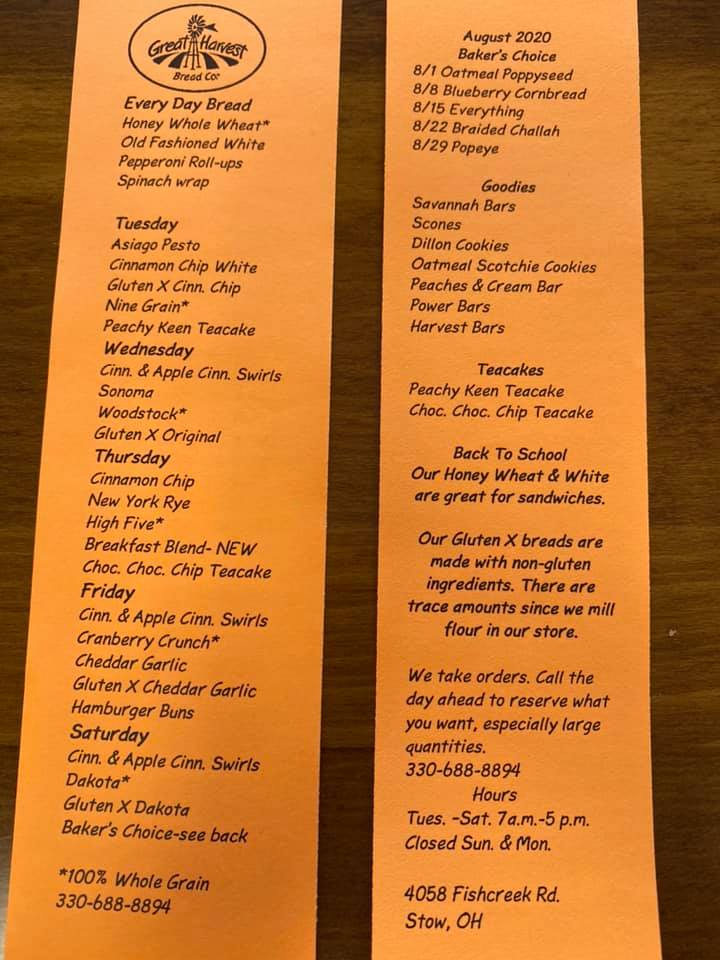 Great Harvest
Bread Co®
Every Day Bread
Honey Whole Wheat*
Old Fashioned White
Pepperoni Roll-ups
Spinach wrap
Tuesday
Asiago Pesto
Cinnamon Chip White
Gluten X Cinn. Chip
Nine Grain*
Peachy Keen Teacake
Wednesday
Cinn. & Apple Cinn. Swirls
Sonoma
Woodstock*
Gluten X Original
Thursday
Cinnamon Chip
New York Rye
High Five*
Breakfast Blend- NEW
Choc. Choc. Chip Teacake
Friday
Cinn. & Apple Cinn. Swirls
Cranberry Crunch*
Cheddar Garlic
Gluten X Cheddar Garlic
Hamburger Buns
Saturday
Cinn. & Apple Cinn. Swirls
Dakota*
Gluten X Dakota
Baker's Choice-see back
*100% Whole Grain
330-688-8894
August 2020
Baker's Choice
8/1 Oatmeal Poppyseed
8/8 Blueberry Cornbread
8/15 Everything
8/22 Braided Challah
8/29 Popeye
Goodies
Savannah Bars
Scones
Dillon Cookies
Oatmeal Scotchie Cookies
Peaches & Cream Bar
Power Bars
Harvest Bars
Teacakes
Peachy Keen Teacake
Choc. Choc. Chip Teacake
Back To School
Our Honey Wheat & White
are great for sandwiches.
Our Gluten X breads are
made with non-gluten
ingredients. There are
trace amounts since we mill
flour in our store.
We take orders. Call the
day ahead to reserve what
you want, especially large
quantities.
330-688-8894
Hours
Tues. -Sat. 7a.m.-5 p.m.
Closed Sun. & Mon.
4058 Fishcreek Rd.
Stow, OH